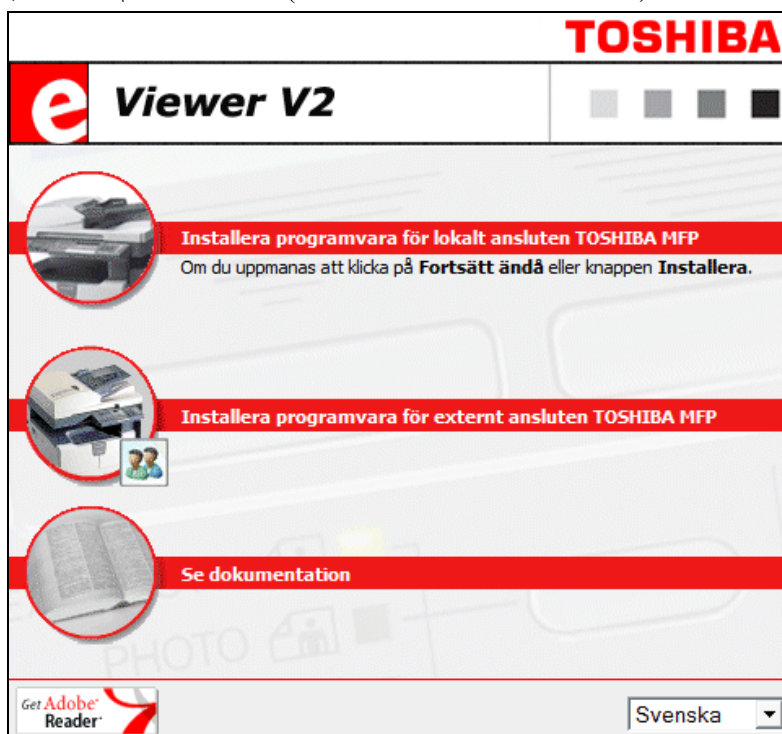 TOSHIBA
e Viewer V2
Installera programvara för lokalt ansluten TOSHIBA MFP
Om du uppmanas att klicka på Fortsätt ändå eller knappen Installera.
Installera programvara för externt ansluten TOSHIBA MFP
Se dokumentation
PHOTO
Get Adobe
Reader
Svenska